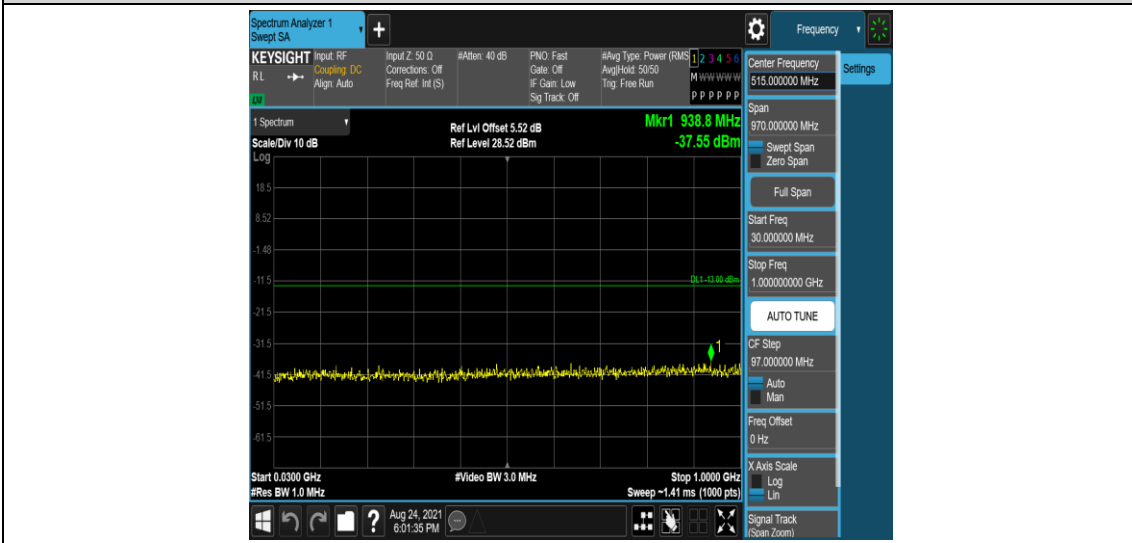 Spectrum Analyzer 1
Swept SA
+
Frequency
KEYSIGHT
RL
LXI
Input: RF
Coupling: DC
Align: Auto
Input Z: 50 Ω
Corrections: Off
Freq Ref: Int (S)
#Atten: 40 dB
PNO: Fast
Gate: Off
IF Gain: Low
Sig Track: Off
#Avg Type: Power (RMS
Avg|Hold: 50/50
Trig: Free Run
1 2 3 4 5 6
M W W W W W
P P P P P P
1 Spectrum
Scale/Div 10 dB
Log
Ref Lvl Offset 5.52 dB
Ref Level 28.52 dBm
Mkr1 938.8 MHz
-37.55 dBm
18.5
8.52
-1.48
-11.5
DL1 -13.00 dBm
-21.5
-31.5
1
-41.5
-51.5
-61.5
Start 0.0300 GHz
#Res BW 1.0 MHz
#Video BW 3.0 MHz
Stop 1.0000 GHz
Sweep ~1.41 ms (1000 pts)
?
Aug 24, 2021
6:01:35 PM
Center Frequency
515.000000 MHz
Settings
Span
970.000000 MHz
Swept Span
Zero Span
Full Span
Start Freq
30.000000 MHz
Stop Freq
1.000000000 GHz
AUTO TUNE
CF Step
97.000000 MHz
Auto
Man
Freq Offset
0 Hz
X Axis Scale
Log
Lin
Signal Track
(Span Zoom)